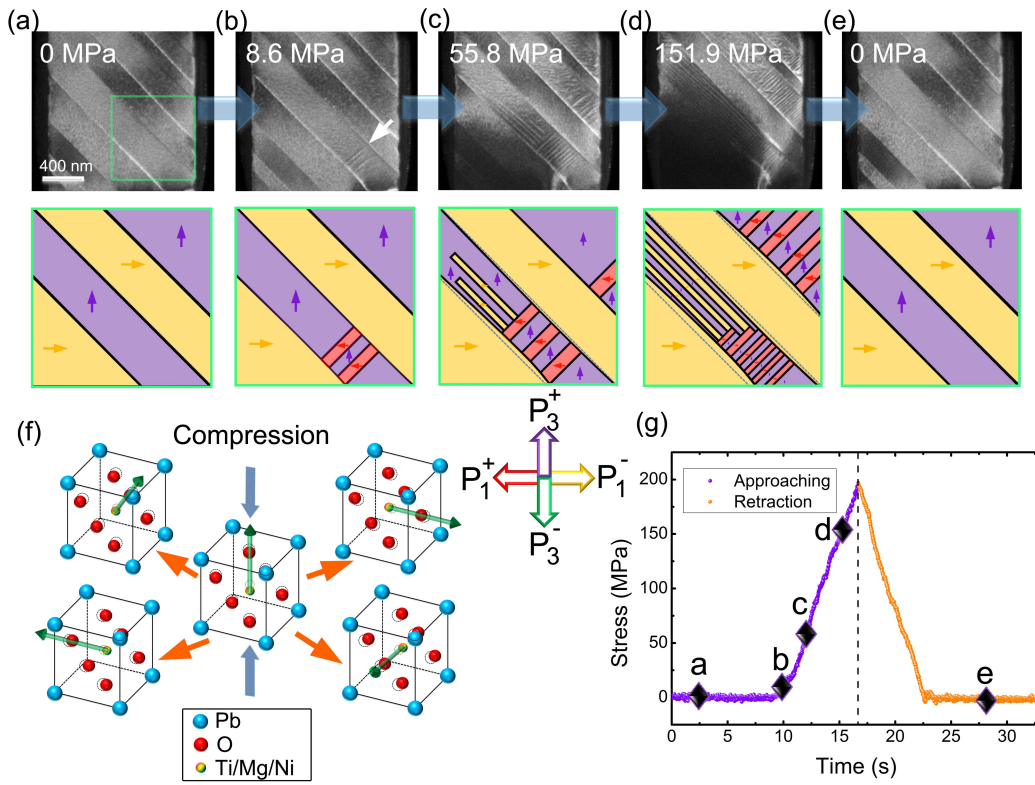 (a)
(b)
(c)
(d)
(e)
0 MPa
8.6 MPa
55.8 MPa
151.9 MPa
0 MPa
400 nm
(f)
Compression
P₃⁺
P₁⁺
P₁⁻
P₃⁻
Pb
O
Ti/Mg/Ni
(g)
Approaching
Retraction
Stress (MPa)
200
150
100
50
0
a
b
c
d
e
0 5 10 15 20 25 30
Time (s)